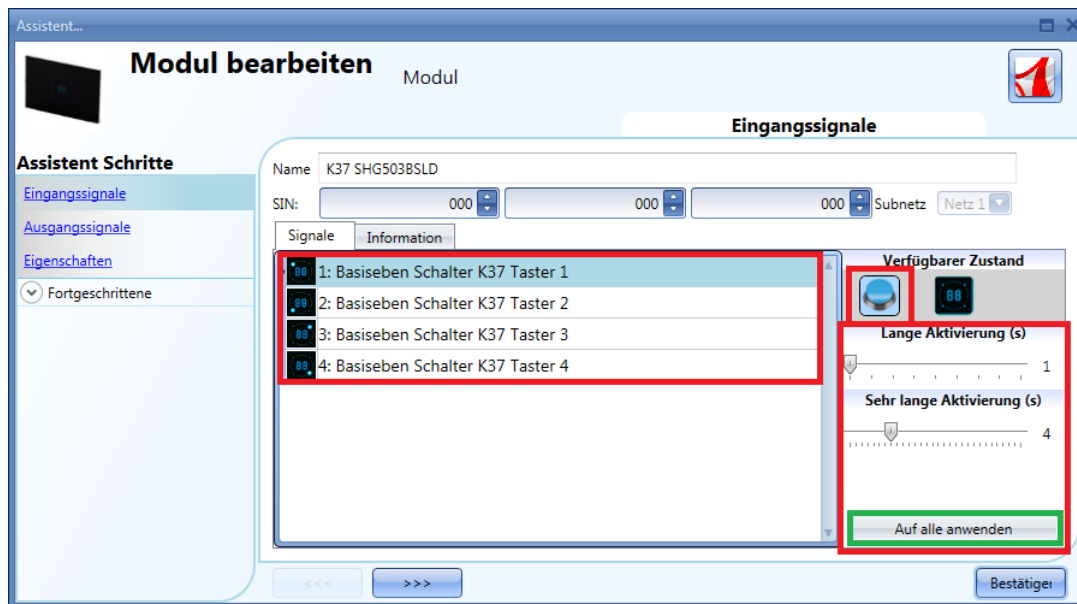 Assistent...
Modul bearbeiten
Modul
Eingangssignale
Assistent Schritte
Eingangssignale
Ausgangssignale
Eigenschaften
Fortgeschrittene
Name K37 SHG503BSLD
SIN: 000 000 000 Subnetz Netz 1
Signale Information
1: Basiseben Schalter K37 Taster 1
2: Basiseben Schalter K37 Taster 2
3: Basiseben Schalter K37 Taster 3
4: Basiseben Schalter K37 Taster 4
Verfügbarer Zustand
88
Lange Aktivierung (s)
1
Sehr lange Aktivierung (s)
4
Auf alle anwenden
<<< >>> Bestätiger